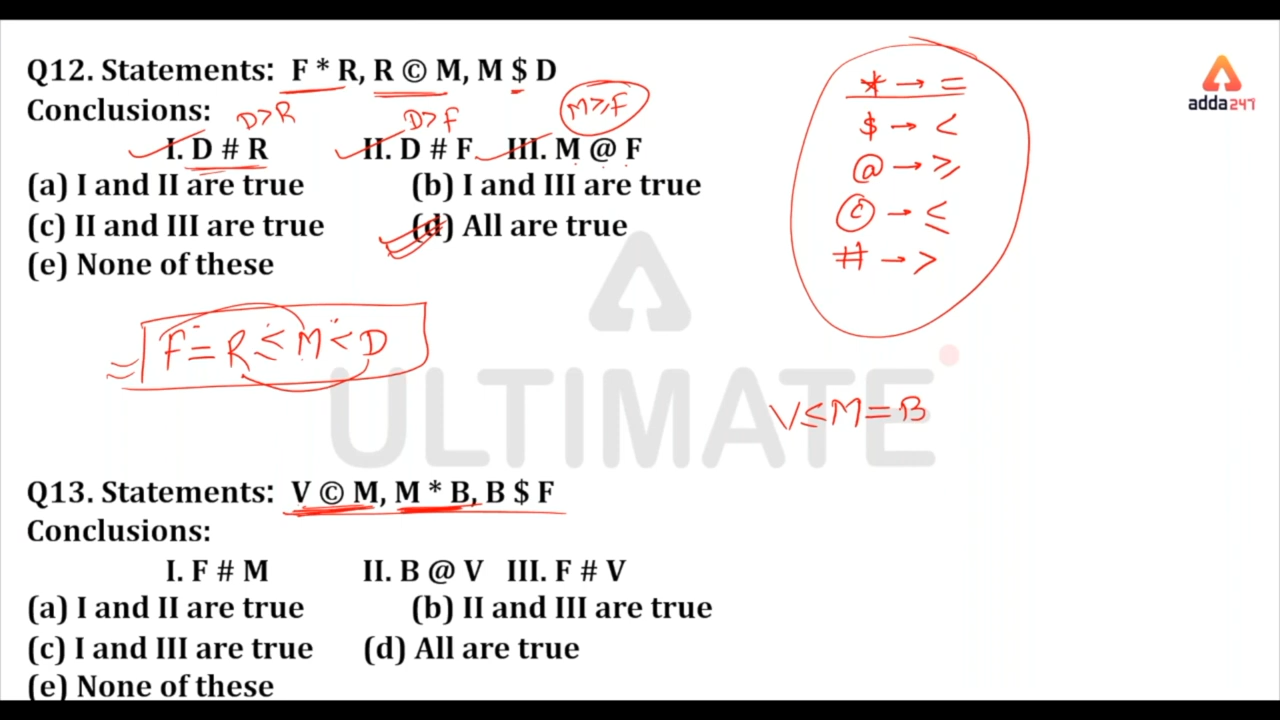 Q12. Statements: F * R, R © M, M $ D
Conclusions:
D>R D>F M≥F
I. D # R II. D # F III. M @ F
(a) I and II are true (b) I and III are true
(c) II and III are true (d) All are true
(e) None of these
F=R≤M<D
* → =
$ → <
@ → ≥
© → ≤
# → >
adda247
ULTIMATE
V≤M=B
Q13. Statements: V © M, M * B, B $ F
Conclusions:
I. F # M II. B @ V III. F # V
(a) I and II are true (b) II and III are true
(c) I and III are true (d) All are true
(e) None of these